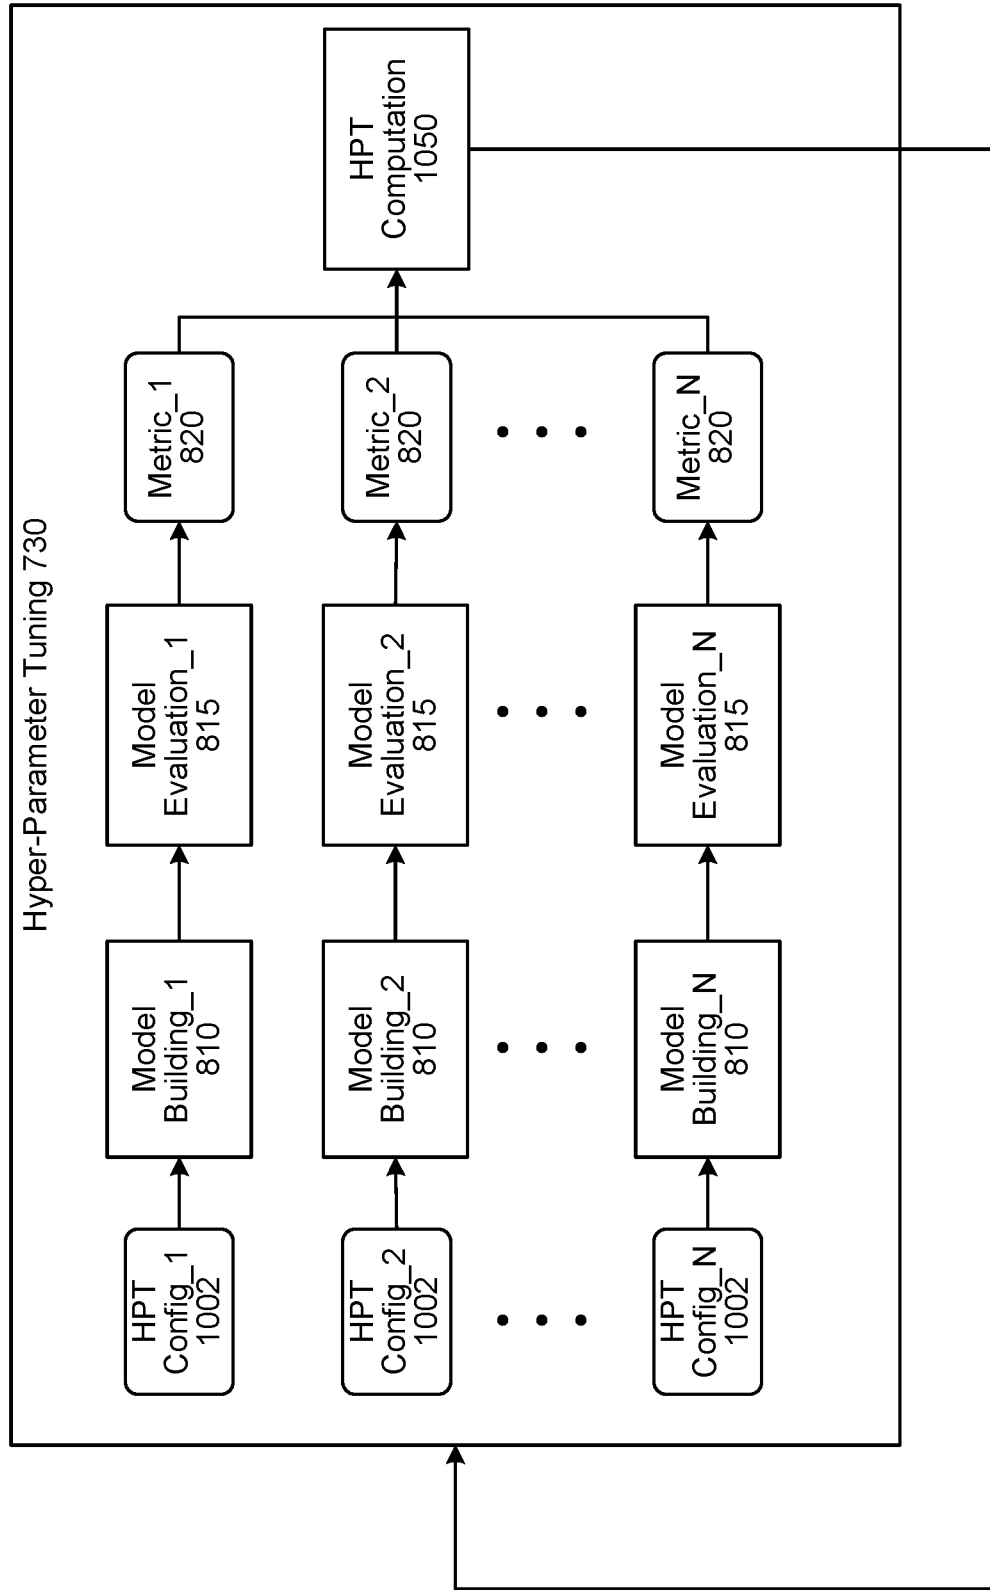 Hyper-Parameter Tuning 730
HPT
Config_1
1002
Model
Building_1
810
Model
Evaluation_1
815
Metric_1
820
HPT
Config_2
1002
Model
Building_2
810
Model
Evaluation_2
815
Metric_2
820
HPT
Computation
1050
HPT
Config_N
1002
Model
Building_N
810
Model
Evaluation_N
815
Metric_N
820